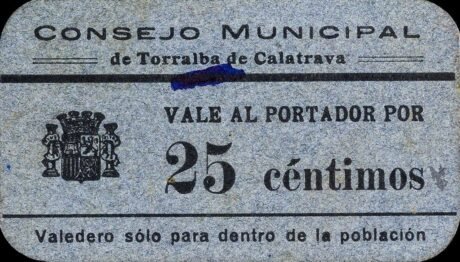 CONSEJO MUNICIPAL
de Torralba de Calatrava
VALE AL PORTADOR POR
25 céntimos
Valedero sólo para dentro de la población